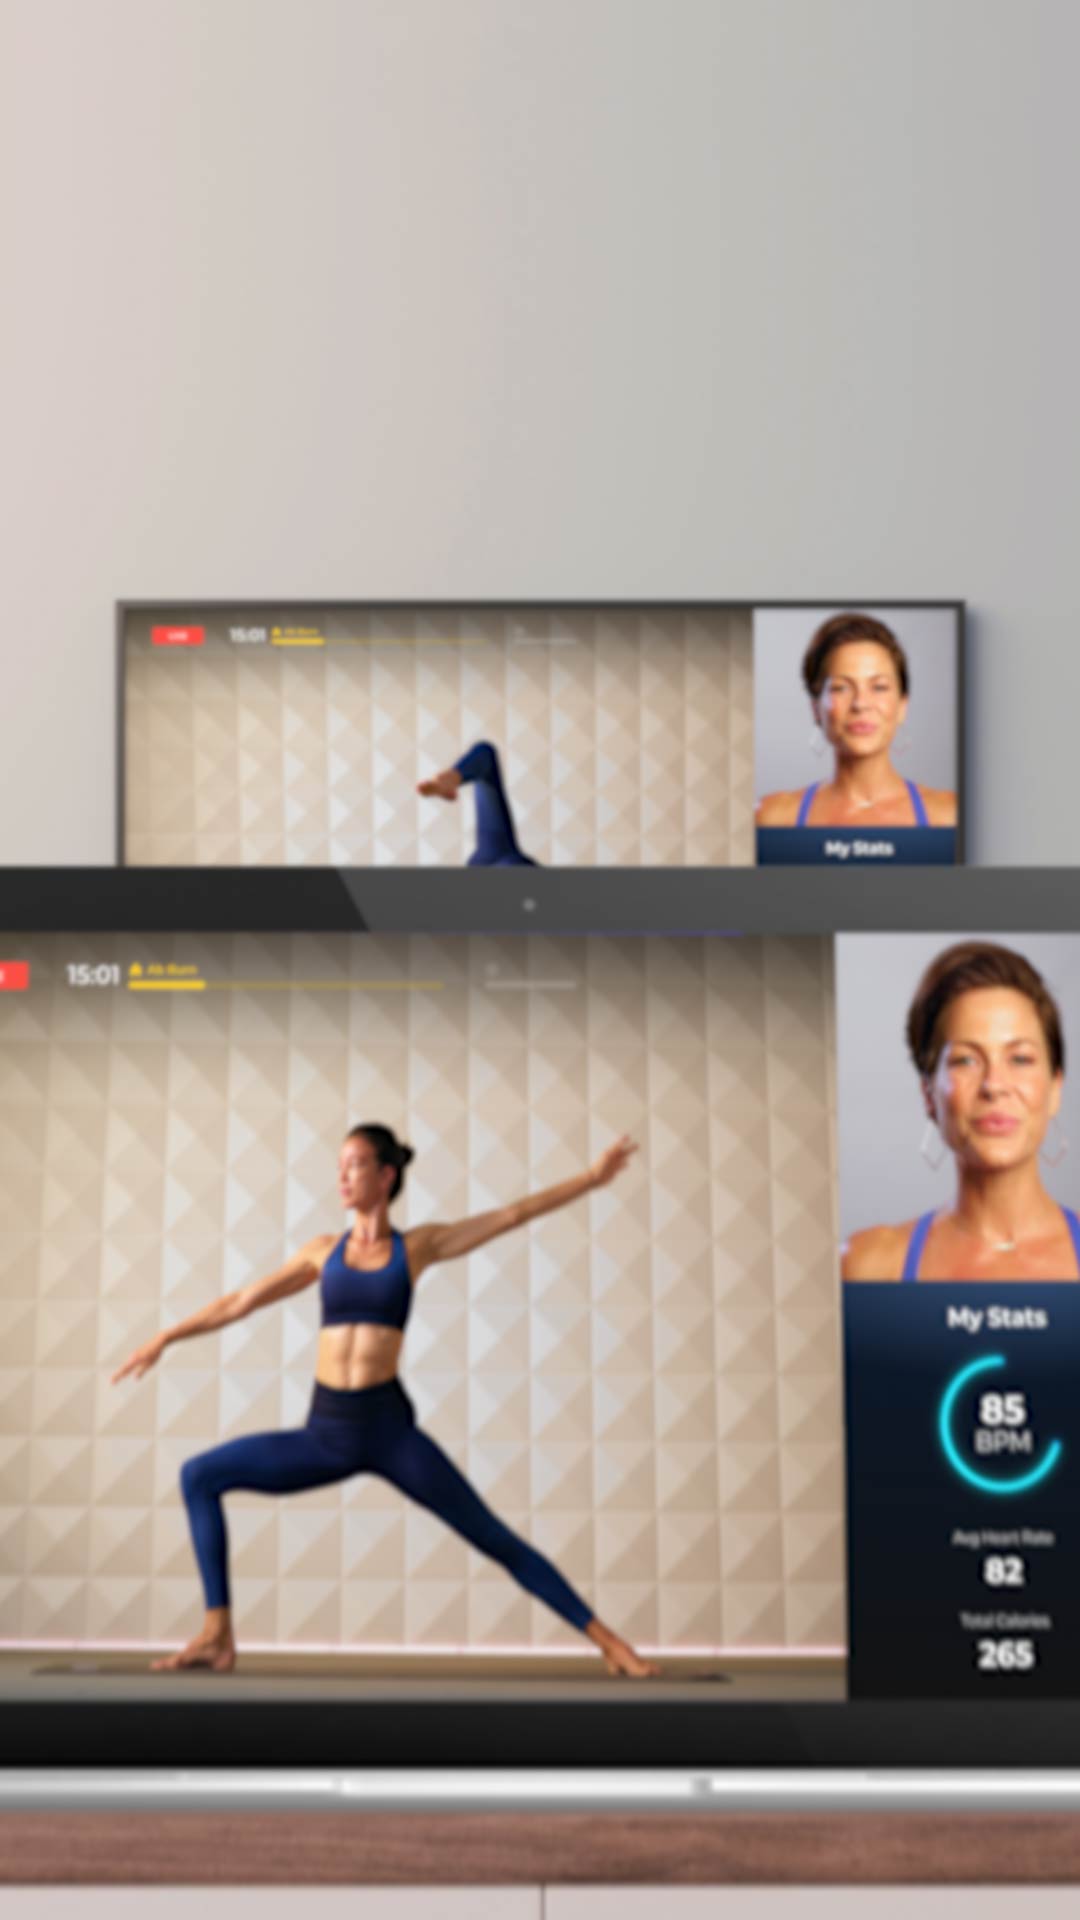 LIVE
15:01 Ab Burn
My Stats
15:01 Ab Burn
My Stats
85
BPM
Avg Heart Rate
82
Total Calories
265